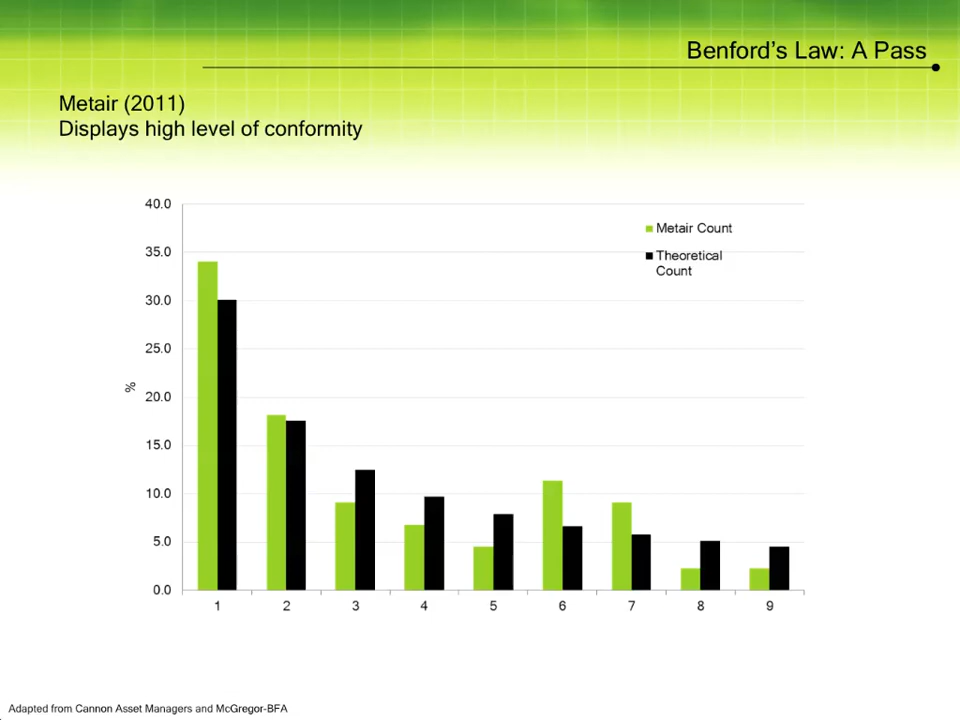 Benford's Law: A Pass
Metair (2011)
Displays high level of conformity
40.0
35.0
30.0
25.0
20.0
15.0
10.0
5.0
0.0
%
Metair Count
Theoretical
Count
1 2 3 4 5 6 7 8 9
Adapted from Cannon Asset Managers and McGregor-BFA